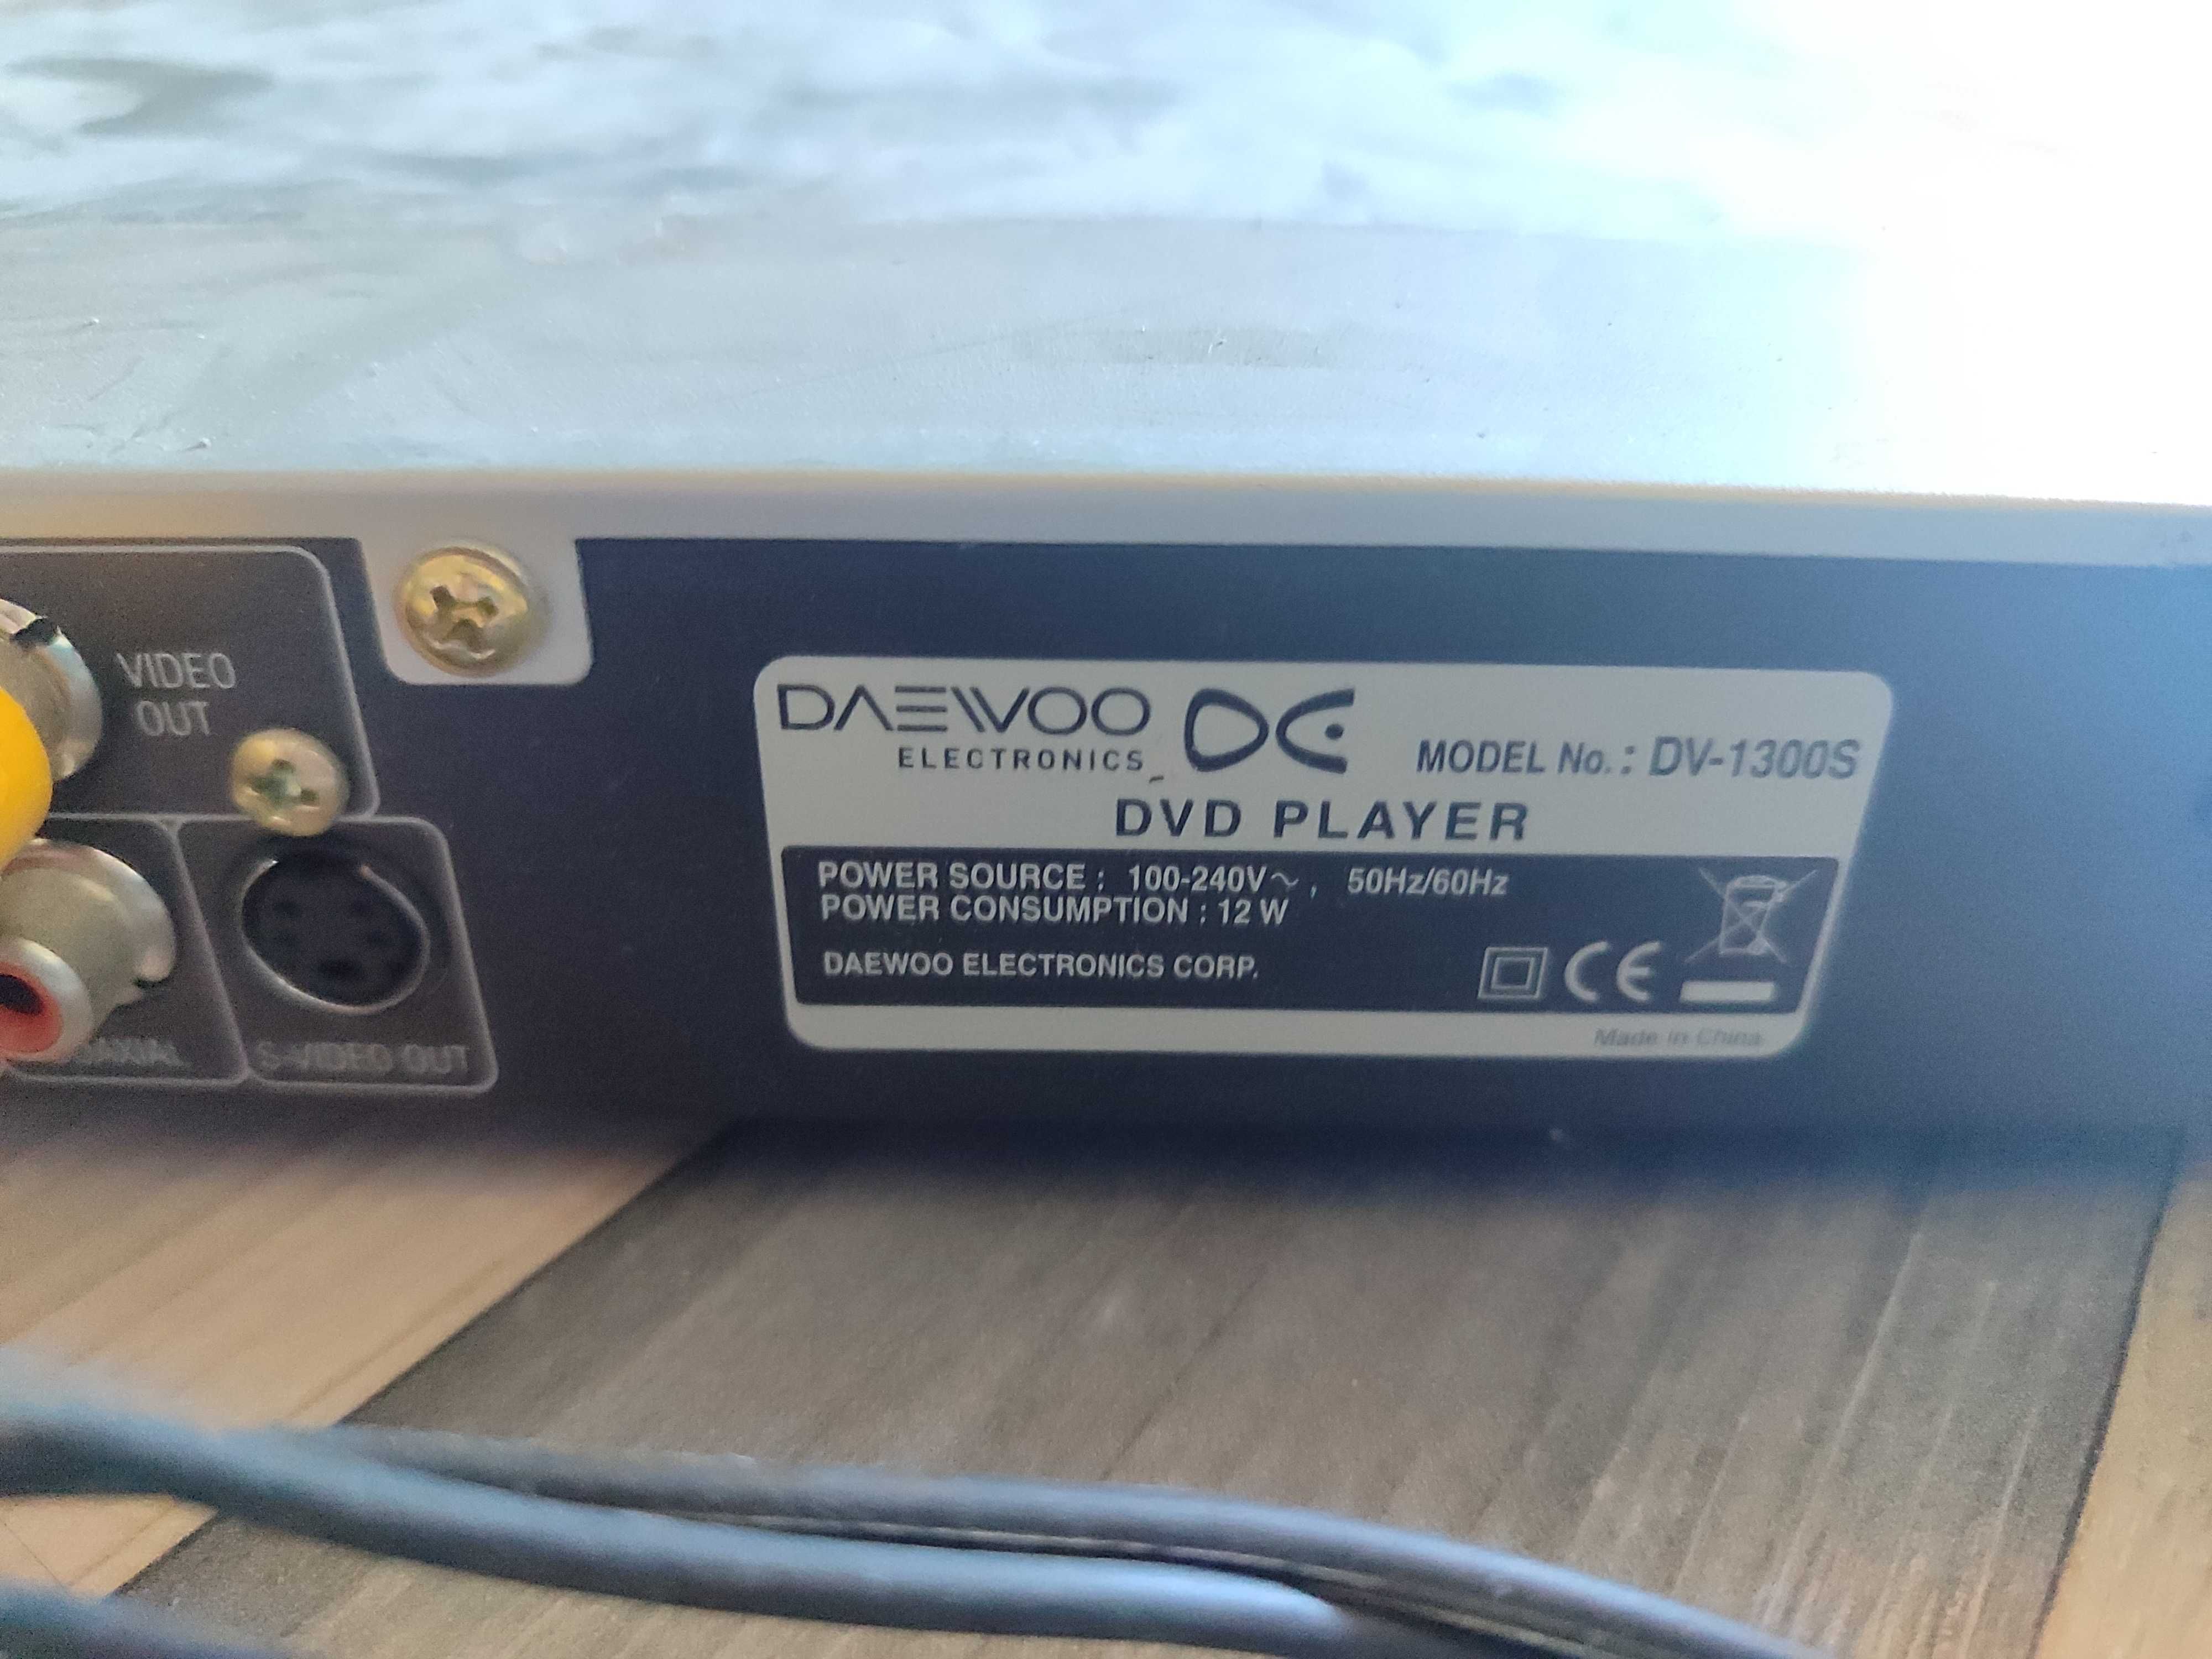 VIDEO
OUT
S-VIDEO OUT
DAEWOO
ELECTRONICS
MODEL No.: DV-1300S
DVD PLAYER
POWER SOURCE : 100-240V~, 50Hz/60Hz
POWER CONSUMPTION : 12 W
DAEWOO ELECTRONICS CORP.
CE
Made in China